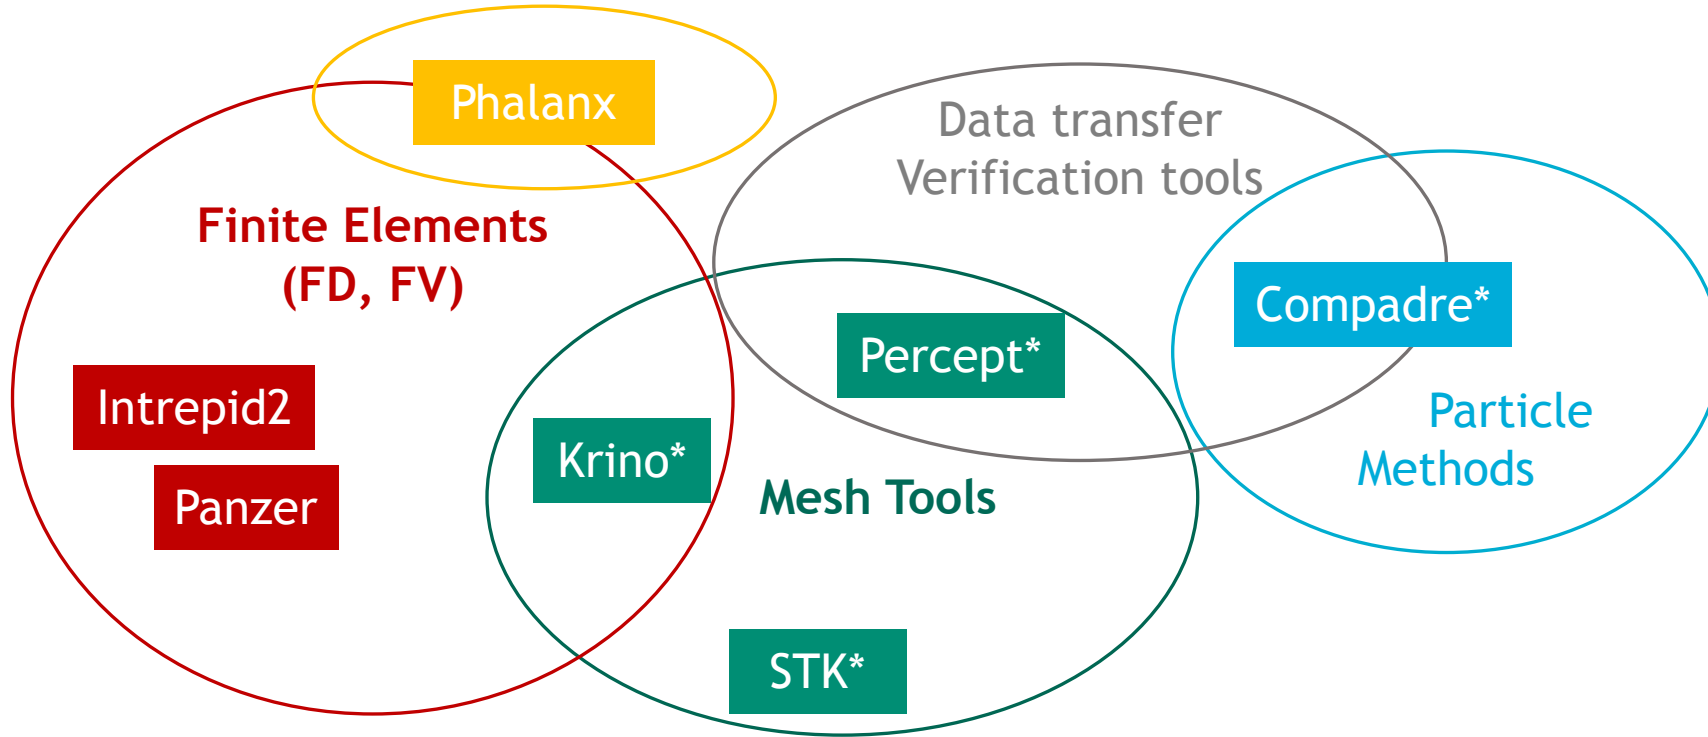 Phalanx
Data transfer
Verification tools
Finite Elements
(FD, FV)
Compadre*
Percept*
Intrepid2
Particle
Methods
Krino*
Mesh Tools
Panzer
STK*